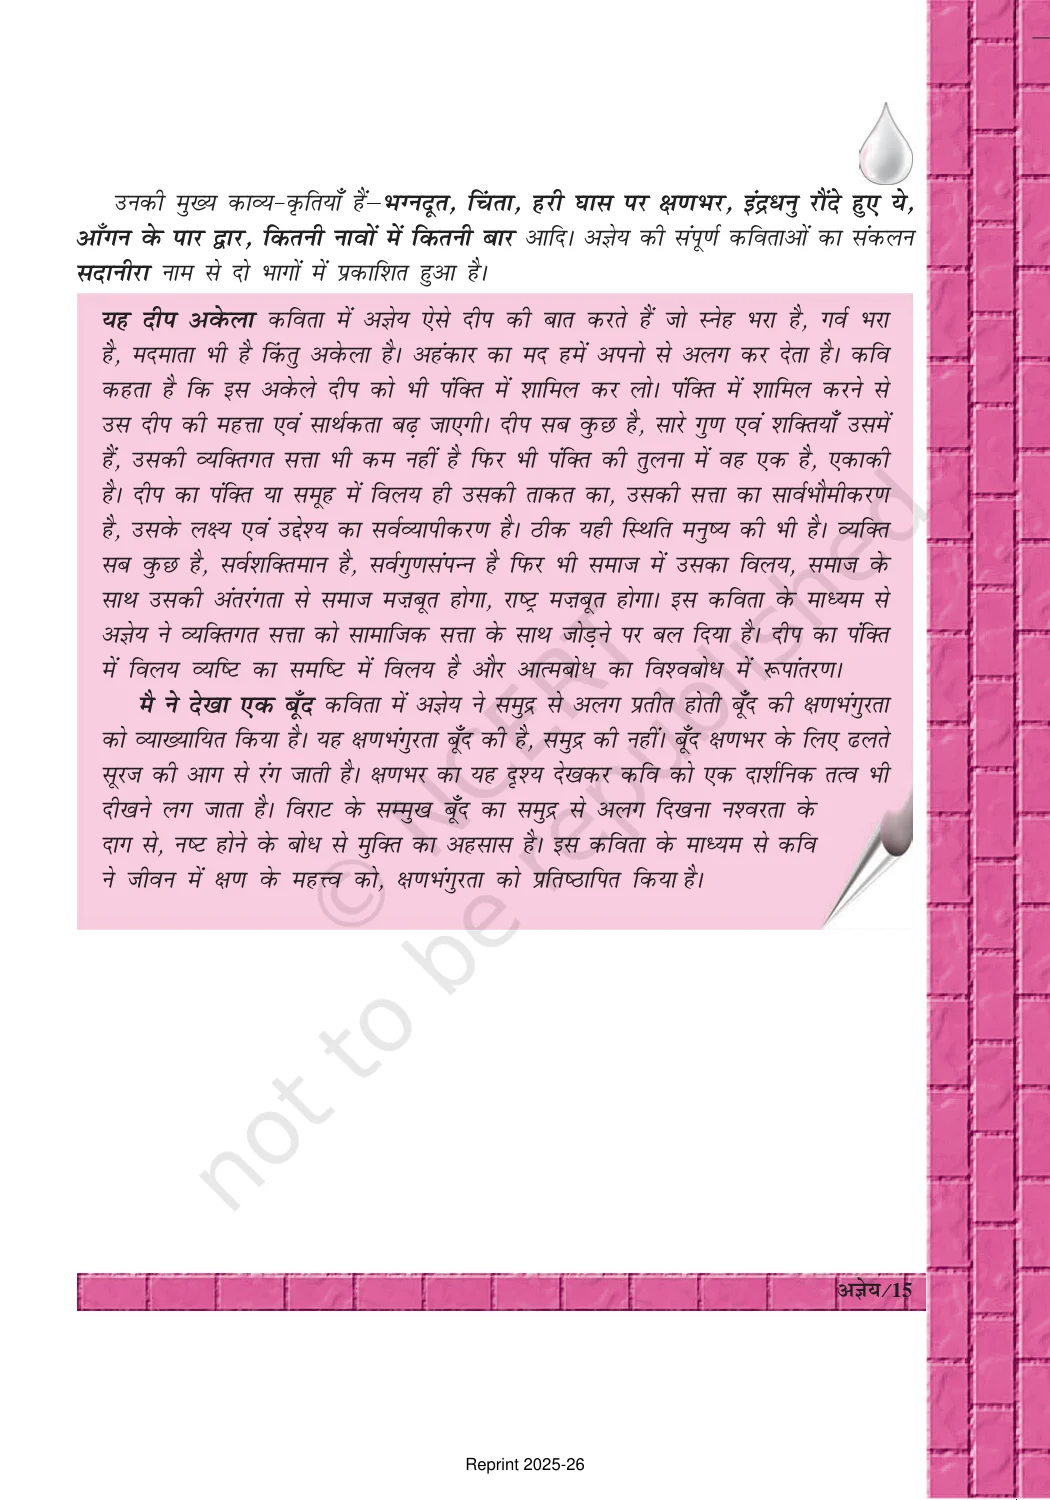 उनकी मुख्य काव्य-कृतियाँ हैं–भग्नदूत, चिंता, हरी घास पर क्षणभर, इंद्रधनु रौंदे हुए ये,
आँगन के पार द्वार, कितनी नावों में कितनी बार आदि। अज्ञेय की संपूर्ण कविताओं का संकलन
सदानीरा नाम से दो भागों में प्रकाशित हुआ है।
यह दीप अकेला कविता में अज्ञेय ऐसे दीप की बात करते हैं जो स्नेह भरा है, गर्व भरा
है, मदमाता भी है किंतु अकेला है। अहंकार का मद हमें अपनो से अलग कर देता है। कवि
कहता है कि इस अकेले दीप को भी पंक्ति में शामिल कर लो। पंक्ति में शामिल करने से
उस दीप की महत्ता एवं सार्थकता बढ़ जाएगी। दीप सब कुछ है, सारे गुण एवं शक्तियाँ उसमें
हैं, उसकी व्यक्तिगत सत्ता भी कम नहीं है फिर भी पंक्ति की तुलना में वह एक है, एकाकी
है। दीप का पंक्ति या समूह में विलय ही उसकी ताकत का, उसकी सत्ता का सार्वभौमीकरण
है, उसके लक्ष्य एवं उद्देश्य का सर्वव्यापीकरण है। ठीक यही स्थिति मनुष्य की भी है। व्यक्ति
सब कुछ है, सर्वशक्तिमान है, सर्वगुणसंपन्न है फिर भी समाज में उसका विलय, समाज के
साथ उसकी अंतरंगता से समाज मज़बूत होगा, राष्ट्र मज़बूत होगा। इस कविता के माध्यम से
अज्ञेय ने व्यक्तिगत सत्ता को सामाजिक सत्ता के साथ जोड़ने पर बल दिया है। दीप का पंक्ति
में विलय व्यष्टि का समष्टि में विलय है और आत्मबोध का विश्वबोध में रूपांतरण।
मै ने देखा एक बूँद कविता में अज्ञेय ने समुद्र से अलग प्रतीत होती बूँद की क्षणभंगुरता
को व्याख्यायित किया है। यह क्षणभंगुरता बूँद की है, समुद्र की नहीं। बूँद क्षणभर के लिए ढलते
सूरज की आग से रंग जाती है। क्षणभर का यह दृश्य देखकर कवि को एक दार्शनिक तत्व भी
दीखने लग जाता है। विराट के सम्मुख बूँद का समुद्र से अलग दिखना नश्वरता के
दाग से, नष्ट होने के बोध से मुक्ति का अहसास है। इस कविता के माध्यम से कवि
ने जीवन में क्षण के महत्त्व को, क्षणभंगुरता को प्रतिष्ठापित किया है।
© NCERT
not to be republished
अज्ञेय/15
Reprint 2025-26